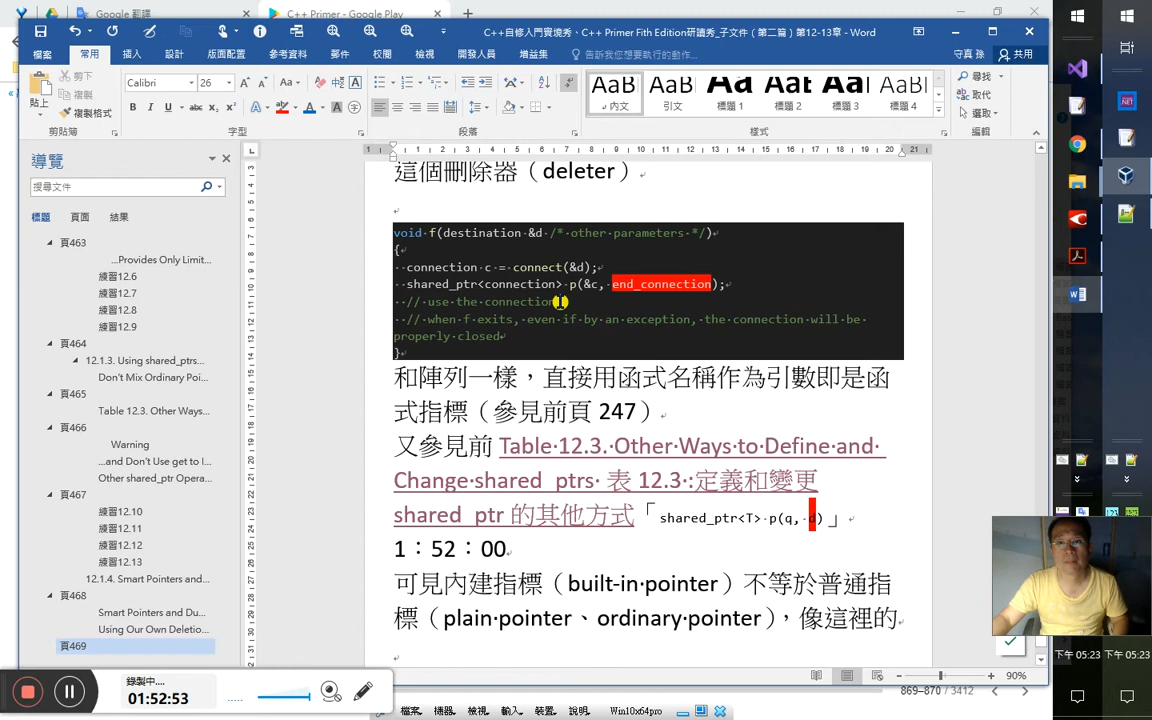 Google 翻譯
C++ Primer - Google Play
C++自修入門實境秀、C++ Primer Fith Edition研讀秀_子文件（第二篇）第12-13章 - Word
檔案 常用 插入 設計 版面配置 參考資料 郵件 校閱 檢視 開發人員 增益集 告訴我您想要執行的動作... 守真 孫 共用
貼上
剪下
複製
複製格式
Calibri 26
AaB AaB Aa Aat Aa( AaBb
內文 引文 標題 1 標題 2 標題 3 標題 4
尋找
取代
選取
剪貼簿 字型 段落 樣式 編輯
導覽
搜尋文件
標題 頁面 結果
頁463
...Provides Only Limit...
練習12.6
練習12.7
練習12.8
練習12.9
頁464
12.1.3. Using shared_ptrs...
Don't Mix Ordinary Poi...
頁465
Table 12.3. Other Ways...
頁466
Warning
...and Don't Use get to I...
Other shared_ptr Opera...
頁467
練習12.10
練習12.11
練習12.12
練習12.13
12.1.4. Smart Pointers and...
頁468
Smart Pointers and Du...
Using Our Own Deletio...
頁469
這個刪除器（deleter）
void f(destination &d /* other parameters */)
{
connection c = connect(&d);
shared_ptr<connection> p(&c, end_connection);
// use the connection
// when f exits, even if by an exception, the connection will be
properly closed
}
和陣列一樣，直接用函式名稱作為引數即是函
式指標（參見前頁 247）
又參見前 Table 12.3. Other Ways to Define and
Change shared_ptrs 表 12.3 :定義和變更
shared_ptr 的其他方式「shared_ptr<T> p(q, d) 」
1：52：00
可見內建指標（built-in pointer）不等於普通指
標（plain pointer、ordinary pointer），像這裡的
90%
869–870 / 3412
錄製中...
01:52:53
檔案, 機器, 檢視, 輸入, 裝置, 說明, Win10x64pro
下午 05:23 下午 05:23